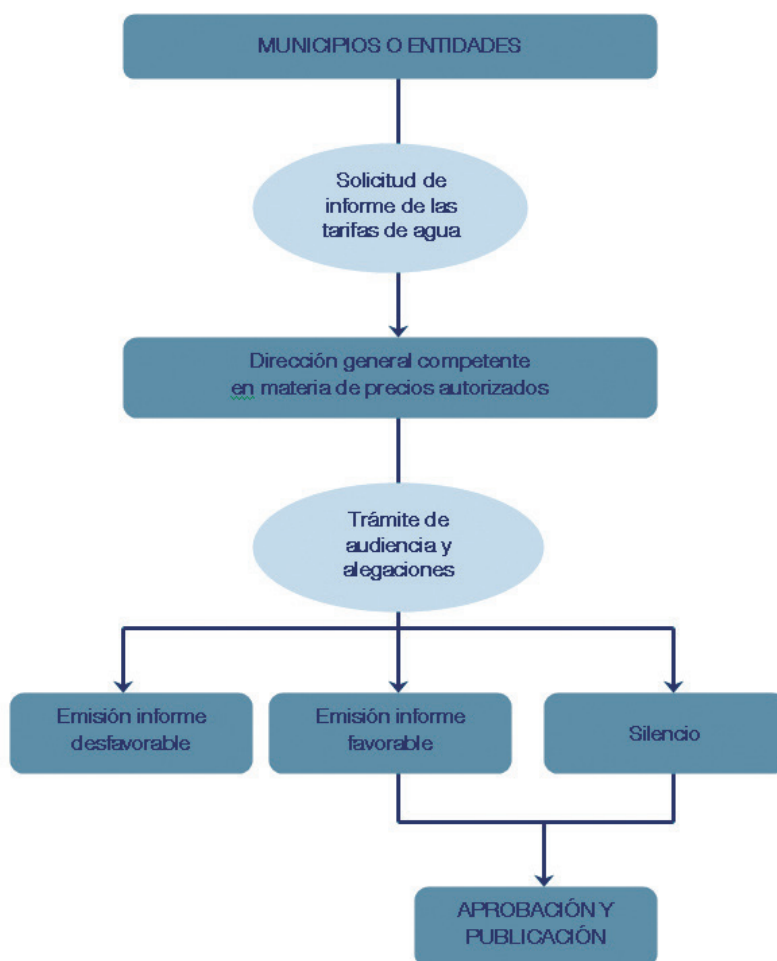 MUNICIPIOS O ENTIDADES
Solicitud de
informe de las
tarifas de agua
Dirección general competente
en materia de precios autorizados
Trámite de
audiencia y
alegaciones
Emisión informe
desfavorable
Emisión informe
favorable
Silencio
APROBACIÓN Y
PUBLICACIÓN